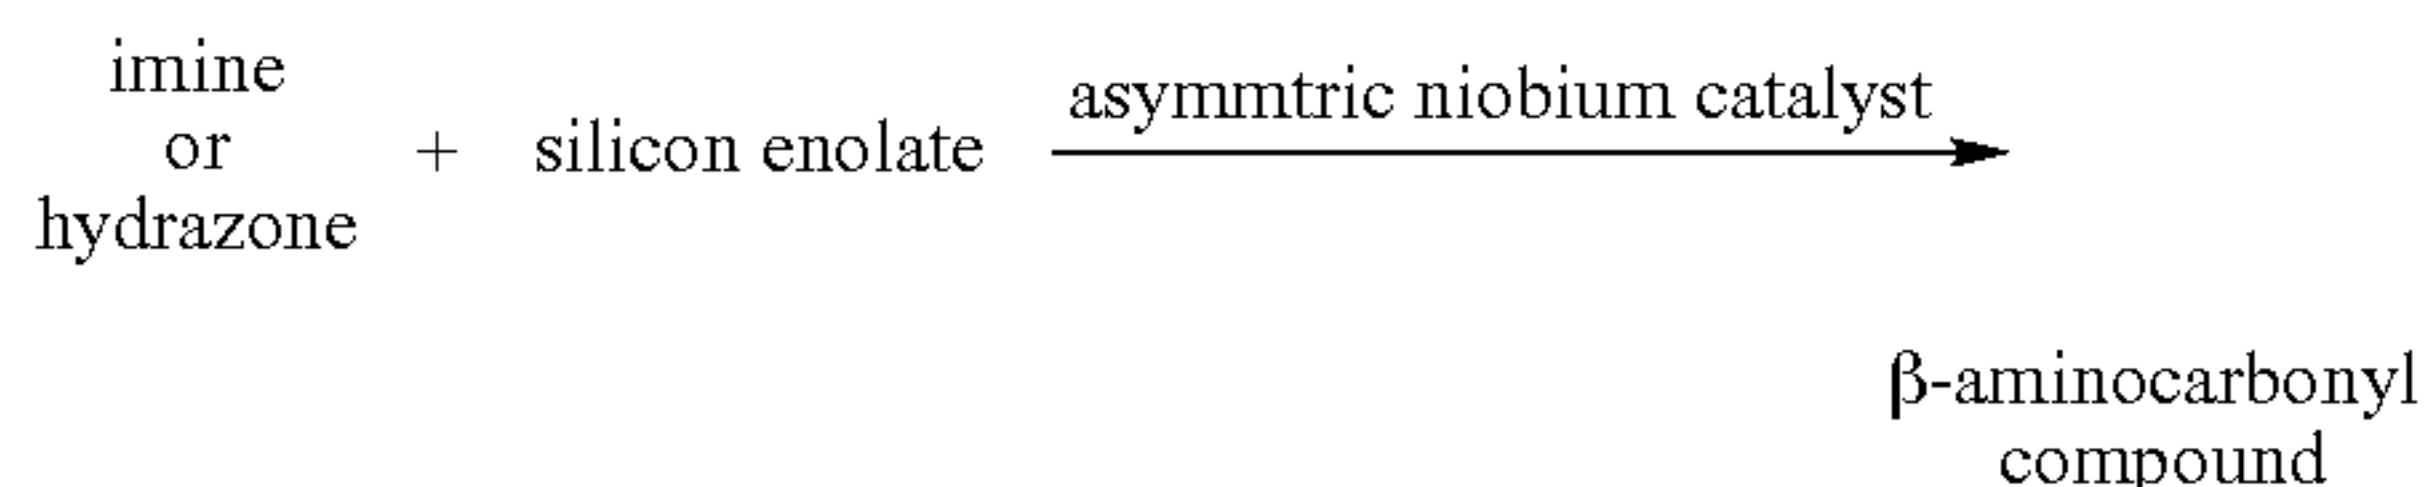 imine
or
hydrazone
+ silicon enolate
asymmtric niobium catalyst
β-aminocarbonyl
compound